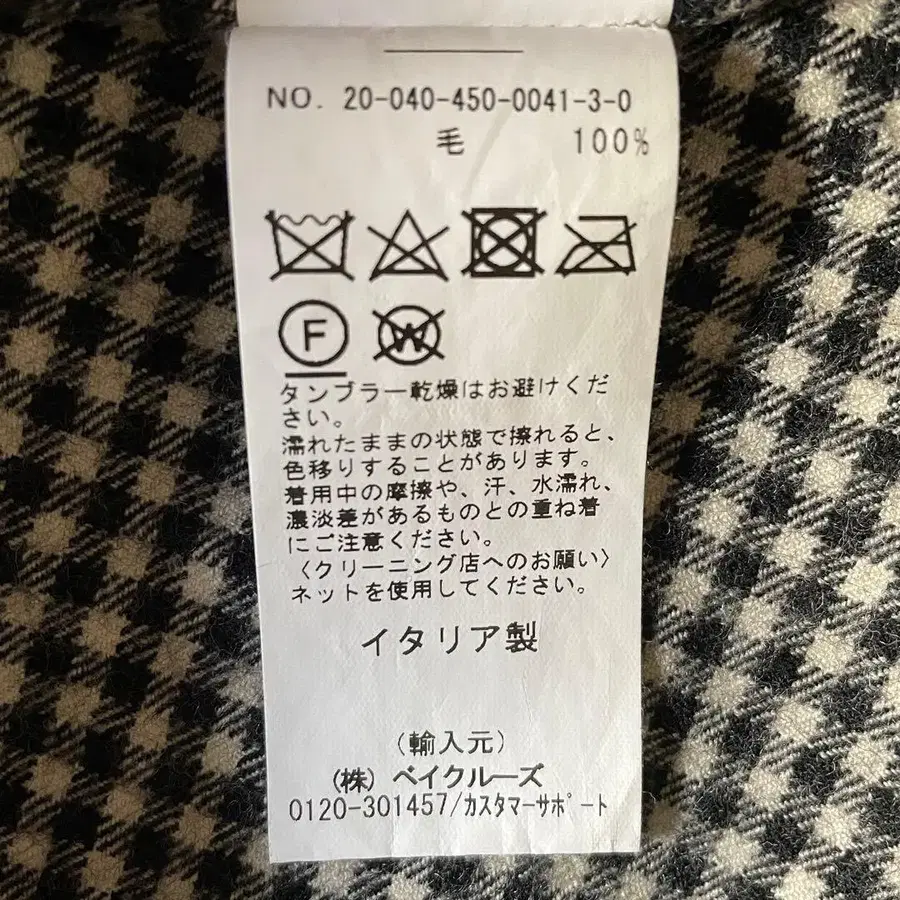 NO. 20-040-450-0041-3-0
毛 100%
F
W
タンブラー乾燥はお避けくだ
さい。
濡れたままの状態で擦れると、
色移りすることがあります。
着用中の摩擦や、汗、水濡れ、
濃淡差があるものとの重ね着
にご注意ください。
〈クリーニング店へのお願い〉
ネットを使用してください。
イタリア製
(輸入元)
(株) ベイクルーズ
0120-301457/ｶｽﾀﾏｰｻﾎﾟｰﾄ